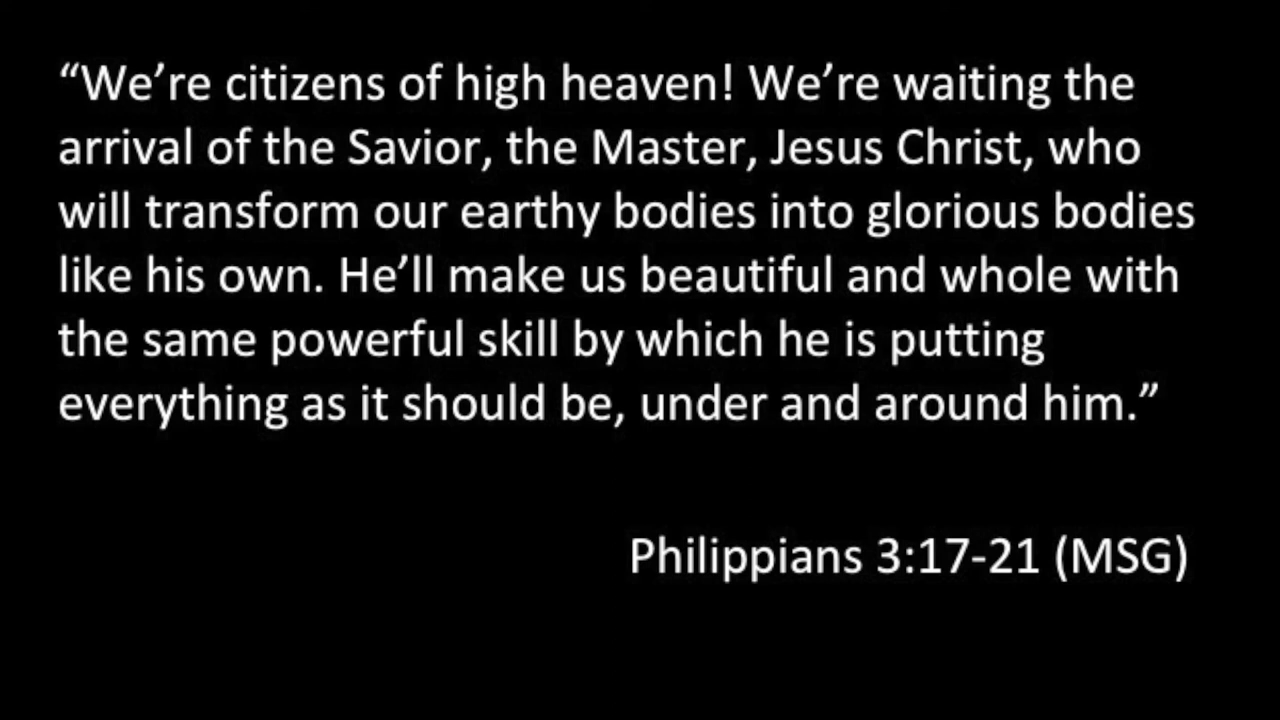 “We’re citizens of high heaven! We’re waiting the
arrival of the Savior, the Master, Jesus Christ, who
will transform our earthy bodies into glorious bodies
like his own. He’ll make us beautiful and whole with
the same powerful skill by which he is putting
everything as it should be, under and around him.”
Philippians 3:17-21 (MSG)